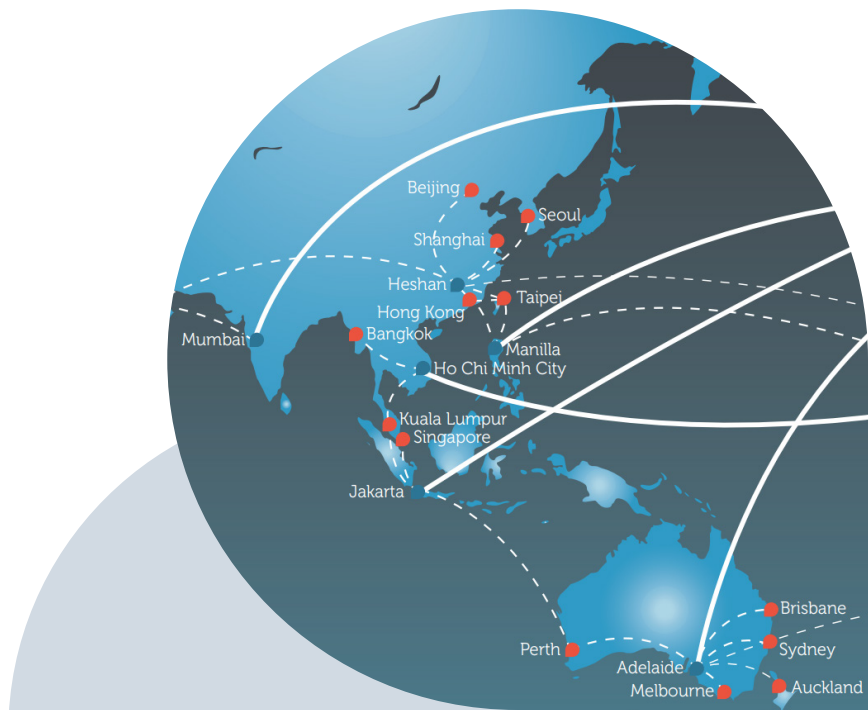 Beijing
Seoul
Shanghai
Heshan
Hong Kong
Taipei
Mumbai
Bangkok
Manilla
Ho Chi Minh City
Kuala Lumpur
Singapore
Jakarta
Brisbane
Perth
Sydney
Adelaide
Melbourne
Auckland